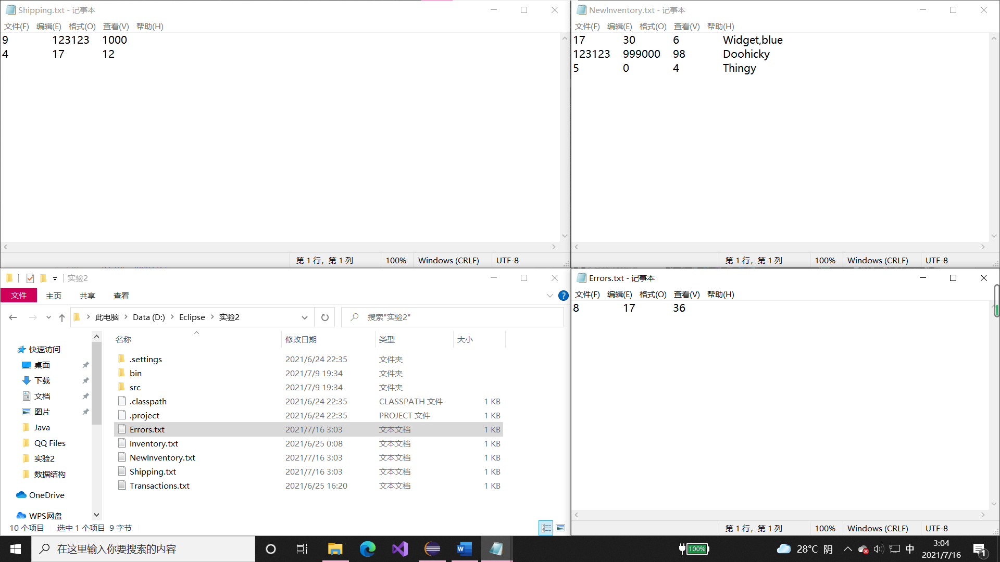 Shipping.txt - 记事本
文件(F) 编辑(E) 格式(O) 查看(V) 帮助(H)
9 123123 1000
4 17 12
第 1 行，第 1 列 100% Windows (CRLF) UTF-8
NewInventory.txt - 记事本
文件(F) 编辑(E) 格式(O) 查看(V) 帮助(H)
17 30 6 Widget,blue
123123 999000 98 Doohicky
5 0 4 Thingy
第 1 行，第 1 列 100% Windows (CRLF) UTF-8
实验2
文件 主页 共享 查看
此电脑 Data (D:) Eclipse 实验2
搜索"实验2"
名称 修改日期 类型 大小
快速访问
桌面
下载
文档
图片
Java
QQ Files
实验2
数据结构
OneDrive
WPS网盘
.settings 2021/6/24 22:35 文件夹
bin 2021/7/9 19:34 文件夹
src 2021/7/9 19:34 文件夹
.classpath 2021/6/24 22:35 CLASSPATH 文件 1 KB
.project 2021/6/24 22:35 PROJECT 文件 1 KB
Errors.txt 2021/7/16 3:03 文本文档 1 KB
Inventory.txt 2021/6/25 0:08 文本文档 1 KB
NewInventory.txt 2021/7/16 3:03 文本文档 1 KB
Shipping.txt 2021/7/16 3:03 文本文档 1 KB
Transactions.txt 2021/6/25 16:20 文本文档 1 KB
10 个项目 选中 1 个项目 9 字节
Errors.txt - 记事本
文件(F) 编辑(E) 格式(O) 查看(V) 帮助(H)
8 17 36
第 1 行，第 1 列 100% Windows (CRLF) UTF-8
在这里输入你要搜索的内容
100%
28°C 阴
中
3:04
2021/7/16
1